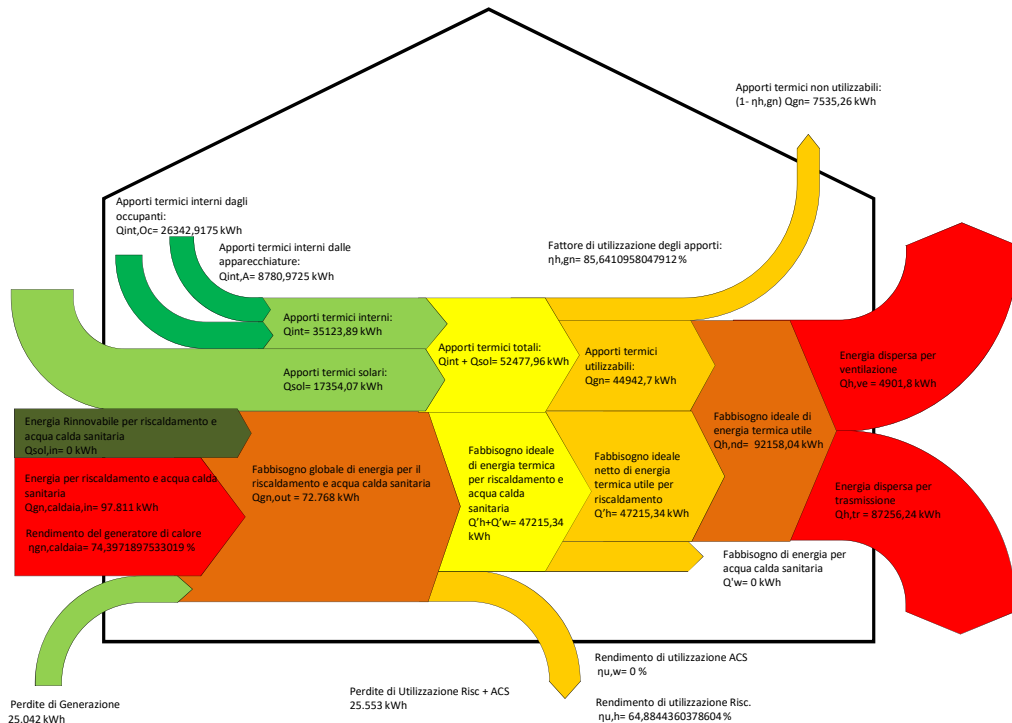 Apporti termici non utilizzabili:
(1- ηh,gn) Qgn= 7535,26 kWh
Apporti termici interni dagli
occupanti:
Qint,Oc= 26342,9175 kWh
Apporti termici interni dalle
apparecchiature:
Qint,A= 8780,9725 kWh
Fattore di utilizzazione degli apporti:
ηh,gn= 85,6410958047912 %
Apporti termici interni:
Qint= 35123,89 kWh
Apporti termici totali:
Qint + Qsol= 52477,96 kWh
Apporti termici
utilizzabili:
Qgn= 44942,7 kWh
Energia dispersa per
ventilazione
Qh,ve = 4901,8 kWh
Apporti termici solari:
Qsol= 17354,07 kWh
Fabbisogno ideale di
energia termica utile
Qh,nd= 92158,04 kWh
Energia Rinnovabile per riscaldamento e
acqua calda sanitaria
Qsol,in= 0 kWh
Energia per riscaldamento e acqua calda
sanitaria
Qgn,caldaia,in= 97.811 kWh
Rendimento del generatore di calore
ηgn,caldaia= 74,3971897533019 %
Fabbisogno globale di energia per il
riscaldamento e acqua calda sanitaria
Qgn,out = 72.768 kWh
Fabbisogno ideale
di energia termica
per riscaldamento e
acqua calda
sanitaria
Q'h+Q'w= 47215,34
kWh
Fabbisogno ideale
netto di energia
termica utile per
riscaldamento
Q'h= 47215,34 kWh
Energia dispersa per
trasmissione
Qh,tr = 87256,24 kWh
Fabbisogno di energia per
acqua calda sanitaria
Q'w= 0 kWh
Rendimento di utilizzazione ACS
ηu,w= 0 %
Rendimento di utilizzazione Risc.
ηu,h= 64,8844360378604 %
Perdite di Utilizzazione Risc + ACS
25.553 kWh
Perdite di Generazione
25.042 kWh